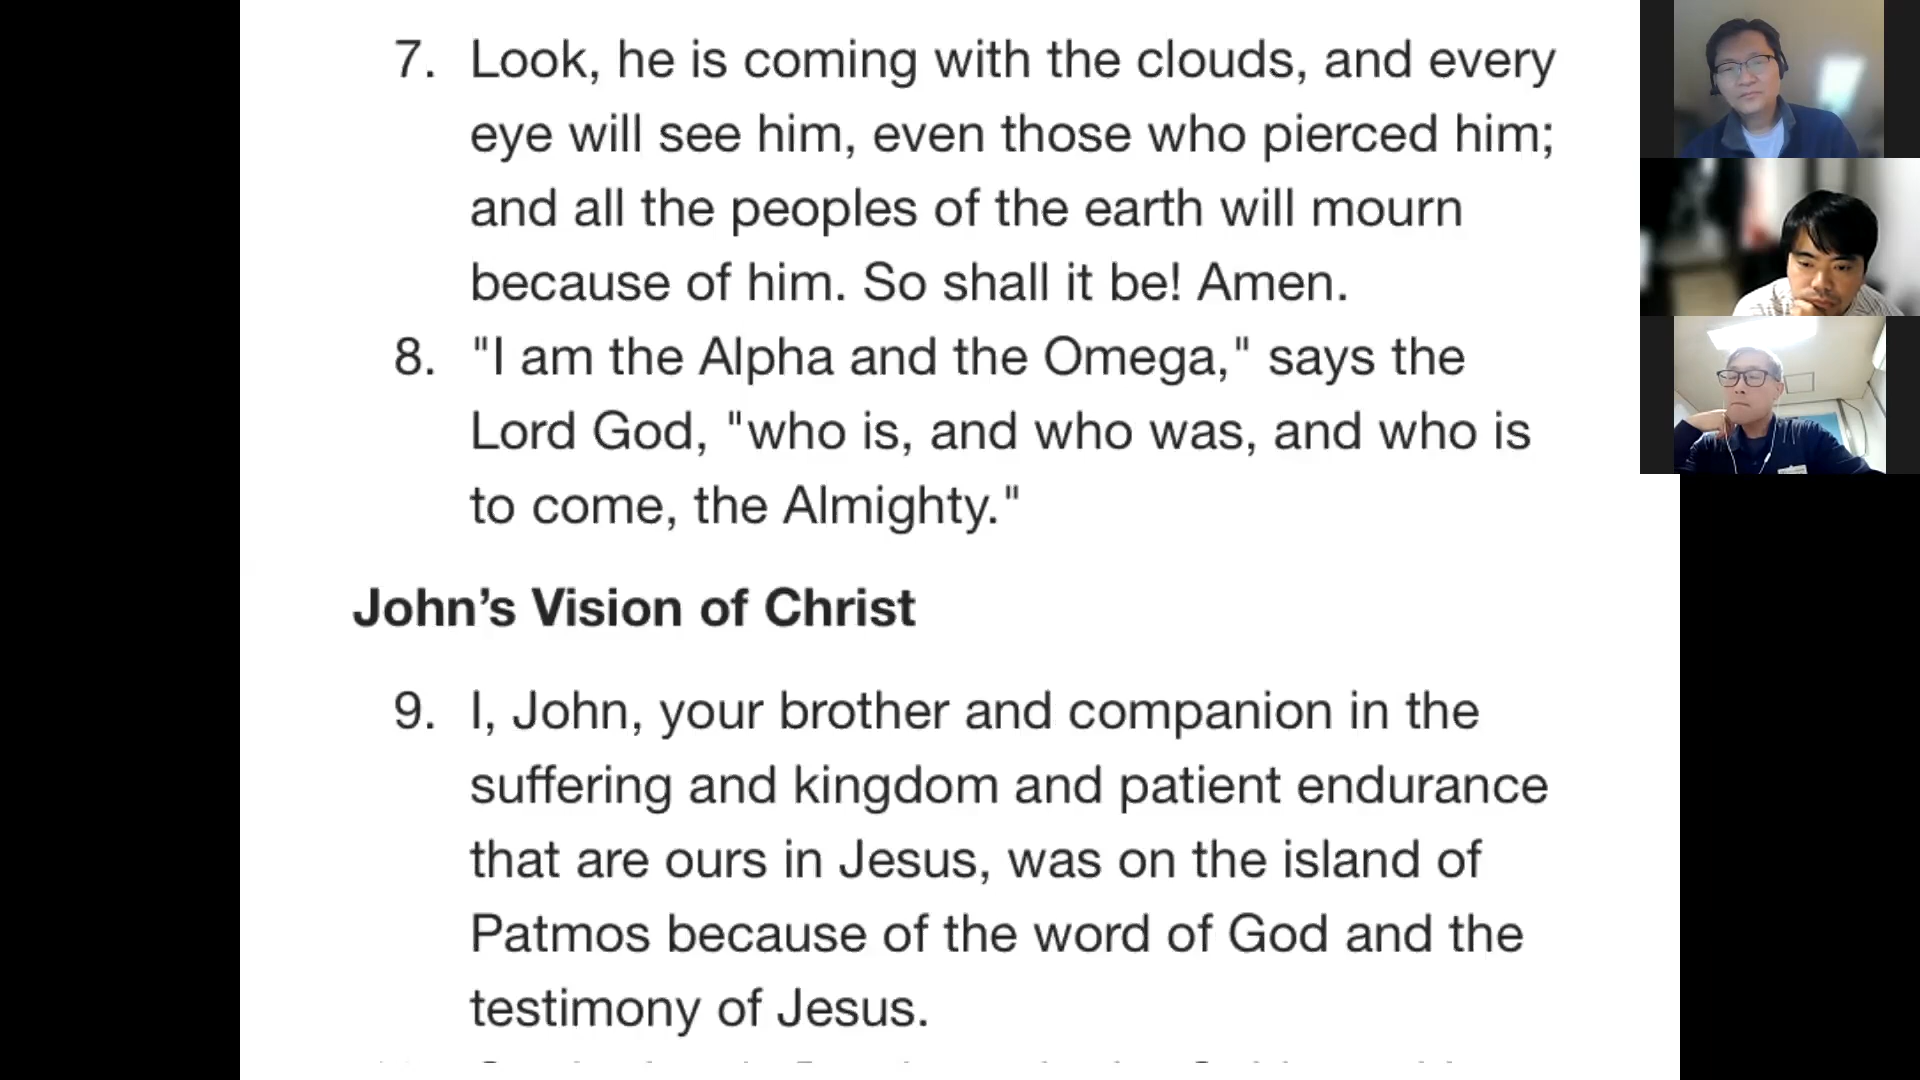 7. Look, he is coming with the clouds, and every
eye will see him, even those who pierced him;
and all the peoples of the earth will mourn
because of him. So shall it be! Amen.
8. "I am the Alpha and the Omega," says the
Lord God, "who is, and who was, and who is
to come, the Almighty."
John’s Vision of Christ
9. I, John, your brother and companion in the
suffering and kingdom and patient endurance
that are ours in Jesus, was on the island of
Patmos because of the word of God and the
testimony of Jesus.